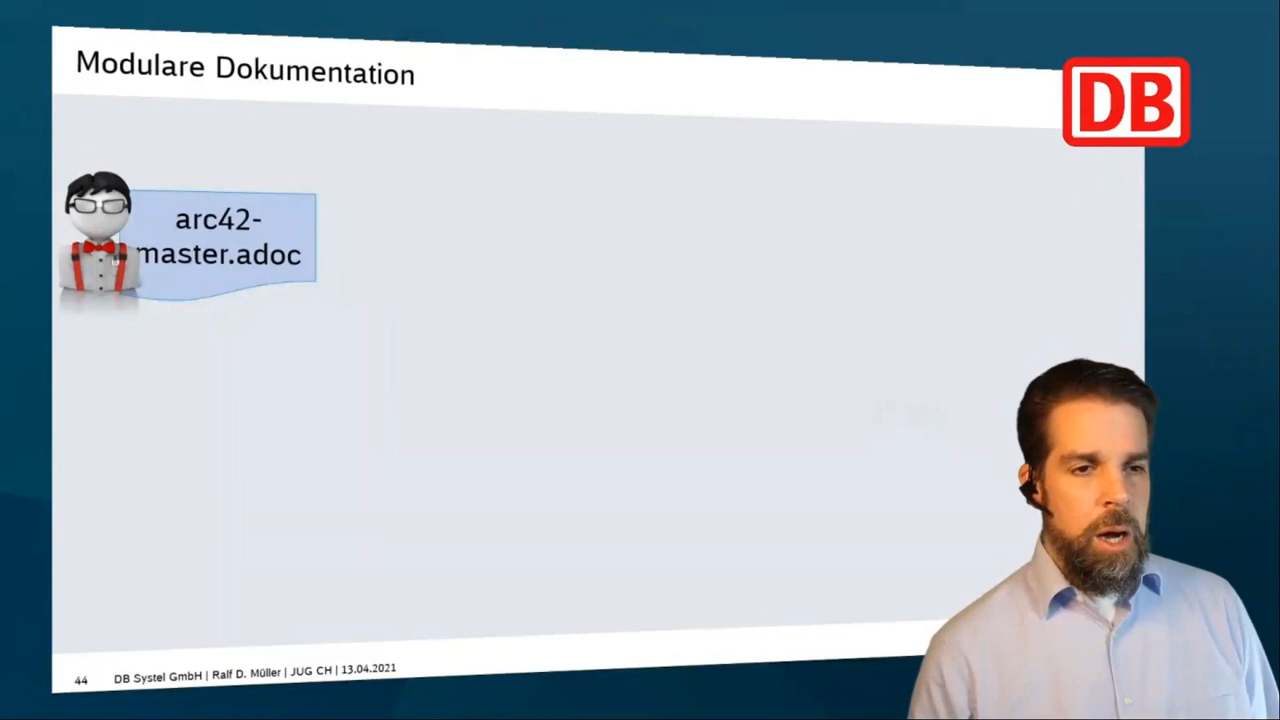 Modulare Dokumentation
DB
arc42-
master.adoc
44 DB Systel GmbH | Ralf D. Müller | JUG CH | 13.04.2021